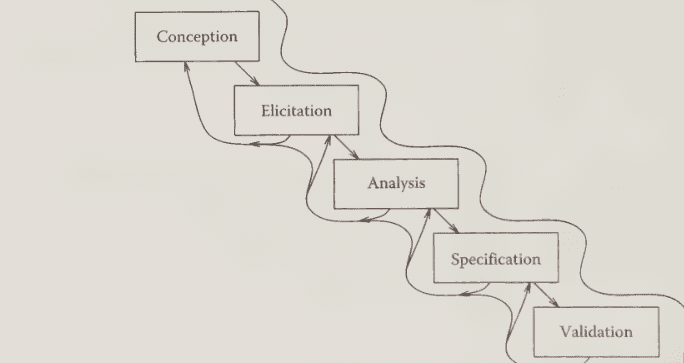 Conception
Elicitation
Analysis
Specification
Validation